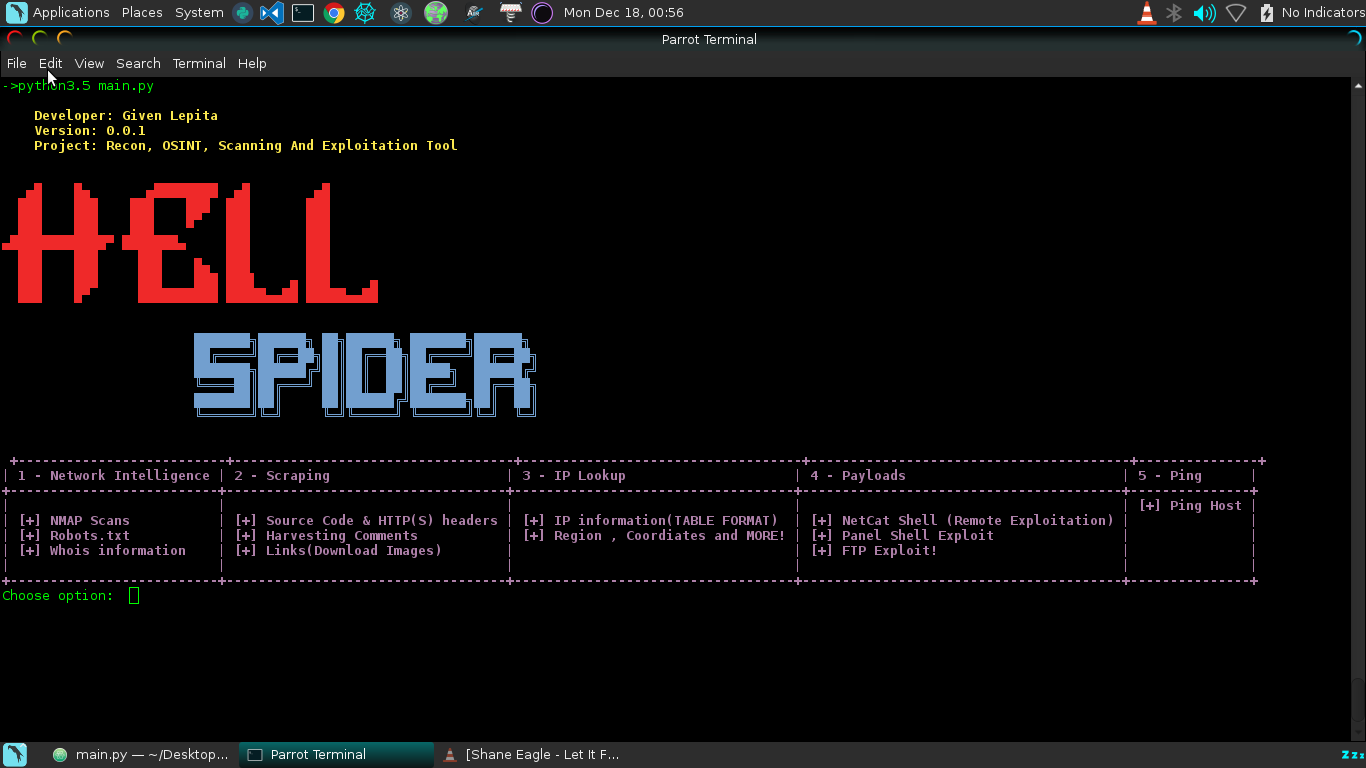 Applications Places System Mon Dec 18, 00:56 No Indicators
Parrot Terminal
File Edit View Search Terminal Help
->python3.5 main.py
Developer: Given Lepita
Version: 0.0.1
Project: Recon, OSINT, Scanning And Exploitation Tool
HELL
SPIDER
1 - Network Intelligence | 2 - Scraping | 3 - IP Lookup | 4 - Payloads | 5 - Ping
[+] Ping Host
[+] NMAP Scans | [+] Source Code & HTTP(S) headers | [+] IP information(TABLE FORMAT) | [+] NetCat Shell (Remote Exploitation)
[+] Robots.txt | [+] Harvesting Comments | [+] Region , Coordiates and MORE! | [+] Panel Shell Exploit
[+] Whois information | [+] Links(Download Images) | [+] FTP Exploit!
Choose option:
main.py — ~/Desktop... Parrot Terminal [Shane Eagle - Let It F...